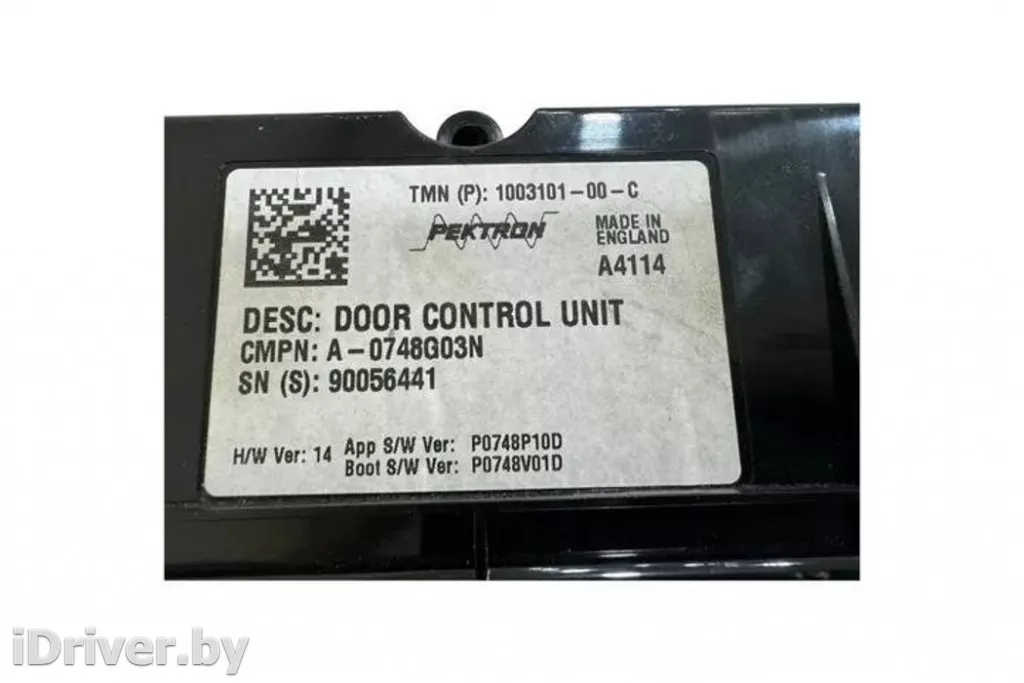 TMN (P): 1003101-00-C
PEKTRON
MADE IN
ENGLAND
A4114
DESC: DOOR CONTROL UNIT
CMPN: A-0748G03N
SN (S): 90056441
H/W Ver: 14
App S/W Ver: P0748P10D
Boot S/W Ver: P0748V01D
iDriver.by